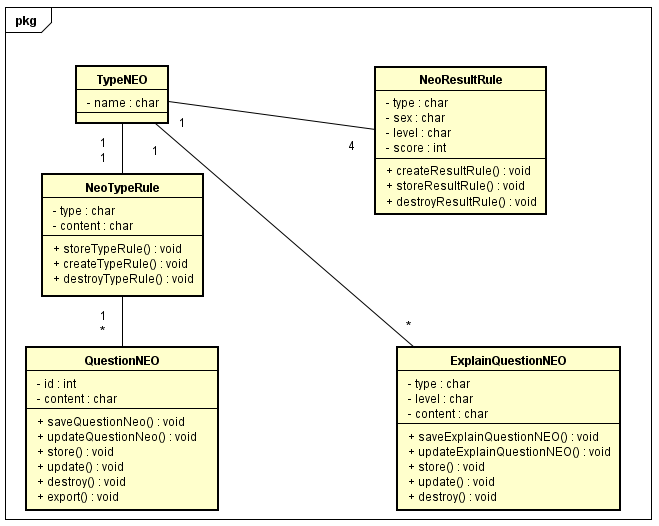 pkg
TypeNEO
- name : char
NeoResultRule
- type : char
- sex : char
- level : char
- score : int
+ createResultRule() : void
+ storeResultRule() : void
+ destroyResultRule() : void
1
4
1
1
1
NeoTypeRule
- type : char
- content : char
+ storeTypeRule() : void
+ createTypeRule() : void
+ destroyTypeRule() : void
1
*
*
QuestionNEO
- id : int
- content : char
+ saveQuestionNeo() : void
+ updateQuestionNeo() : void
+ store() : void
+ update() : void
+ destroy() : void
+ export() : void
ExplainQuestionNEO
- type : char
- level : char
- content : char
+ saveExplainQuestionNEO() : void
+ updateExplainQuestionNEO() : void
+ store() : void
+ update() : void
+ destroy() : void